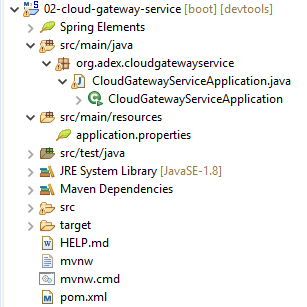 02-cloud-gateway-service [boot] [devtools]
Spring Elements
src/main/java
org.adex.cloudgatewayservice
CloudGatewayServiceApplication.java
CloudGatewayServiceApplication
src/main/resources
application.properties
src/test/java
JRE System Library [JavaSE-1.8]
Maven Dependencies
src
target
HELP.md
mvnw
mvnw.cmd
pom.xml